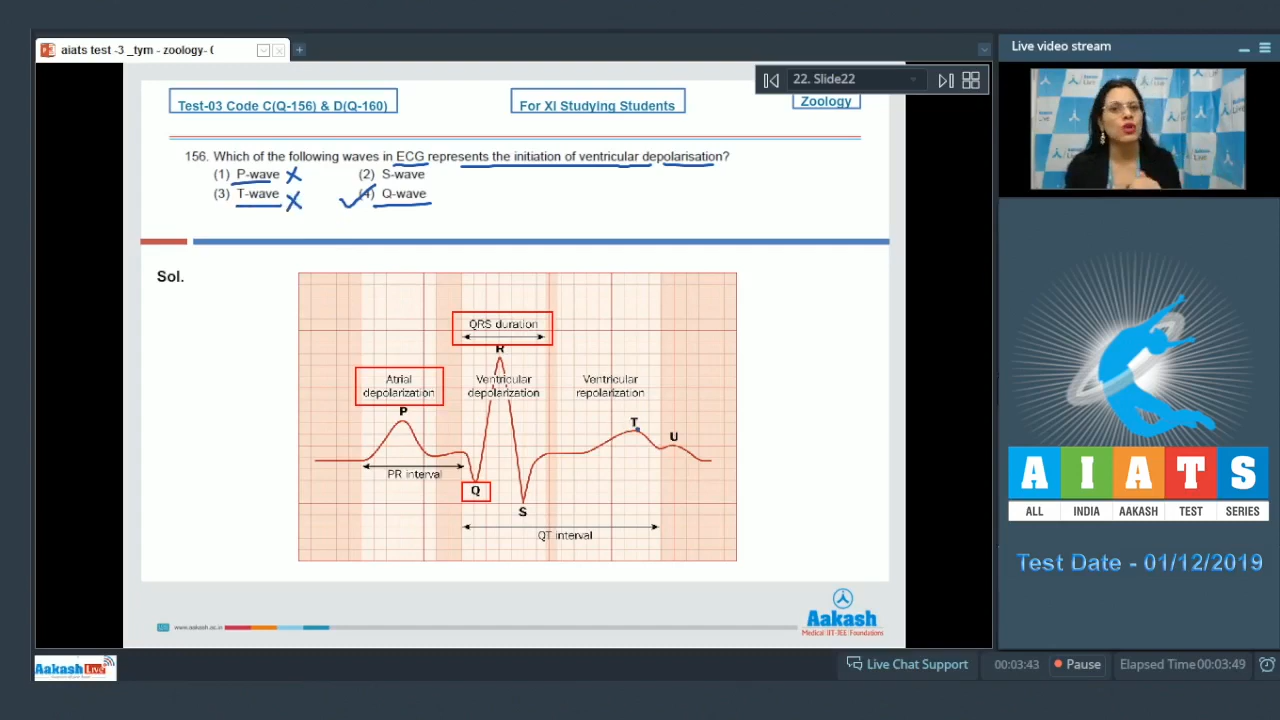 aiats test -3 _tym - zoology- (
Live video stream
22. Slide22
Test-03 Code C(Q-156) & D(Q-160)
For XI Studying Students
Zoology
156. Which of the following waves in ECG represents the initiation of ventricular depolarisation?
(1) P-wave
(2) S-wave
(3) T-wave
(4) Q-wave
Sol.
QRS duration
R
Atrial
depolarization
Ventricular
depolarization
Ventricular
repolarization
P
T
U
PR interval
Q
S
QT interval
A I A T S
ALL INDIA AAKASH TEST SERIES
Test Date - 01/12/2019
www.aakash.ac.in
Aakash
Medical IIT-JEE Foundations
Aakash Live
Live Chat Support
00:03:43
Pause
Elapsed Time 00:03:49